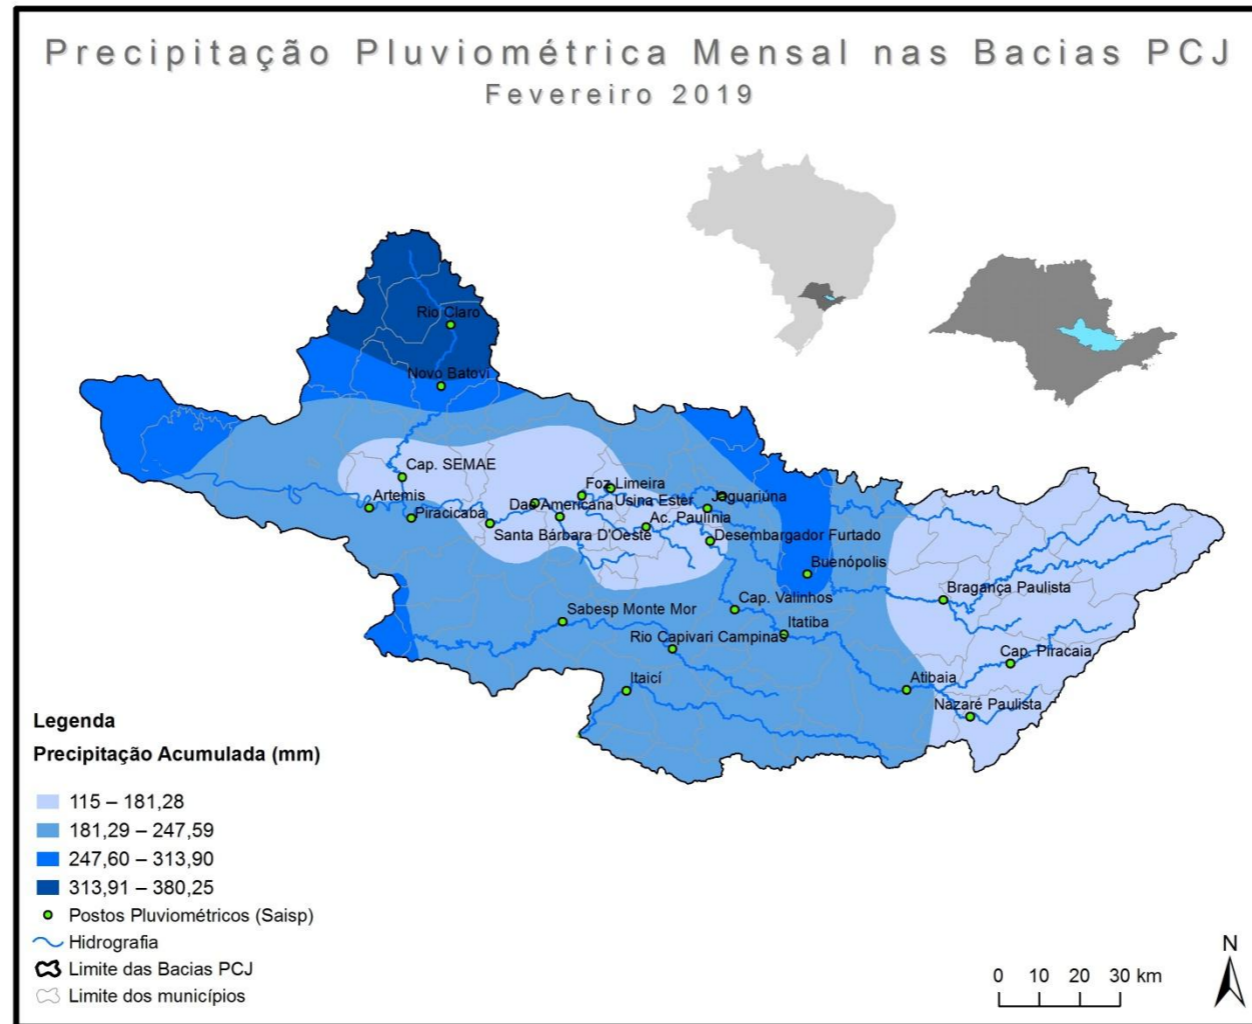 Precipitação Pluviométrica Mensal nas Bacias PCJ
Fevereiro 2019
Rio Claro
Novo Batovi
Cap. SEMAE
Artemis
Piracicaba
Foz Limeira
Usina Ester
Dae Americana
Santa Bárbara D'Oeste
Jaguariúna
Ac. Paulínia
Desembargador Furtado
Buenópolis
Bragança Paulista
Cap. Valinhos
Sabesp Monte Mor
Itatiba
Rio Capivari Campinas
Cap. Piracaia
Itaicí
Atibaia
Nazaré Paulista
Legenda
Precipitação Acumulada (mm)
115 – 181,28
181,29 – 247,59
247,60 – 313,90
313,91 – 380,25
Postos Pluviométricos (Saisp)
Hidrografia
Limite das Bacias PCJ
Limite dos municípios
0 10 20 30 km
N